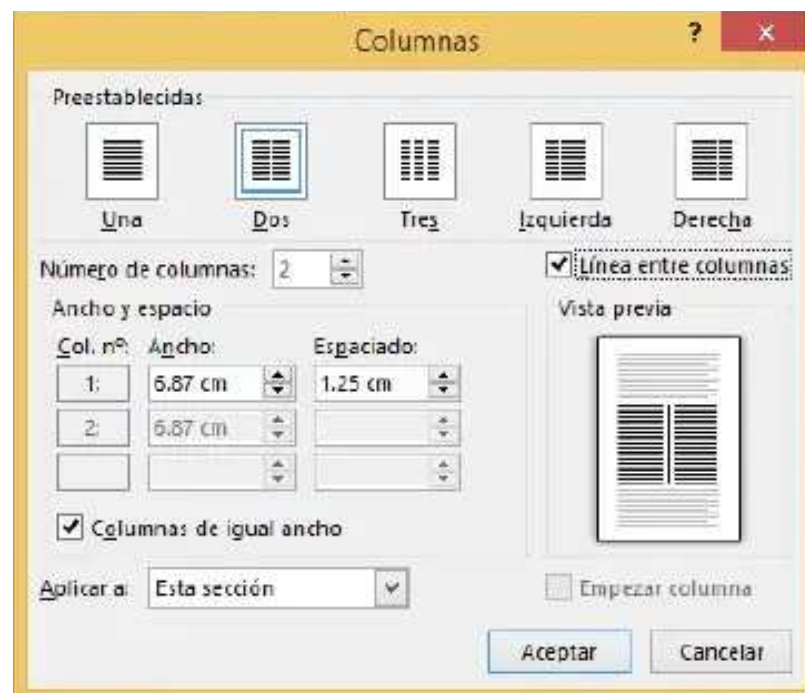 Columnas ?
Preestablecidas
Una Dos Tres Izquierda Derecha
Número de columnas: 2
Línea entre columnas
Ancho y espacio
Vista previa
Col. nº: Ancho: Espaciado:
1: 6.87 cm 1.25 cm
2: 6.87 cm
Columnas de igual ancho
Aplicar a: Esta sección
Empezar columna
Aceptar Cancelar